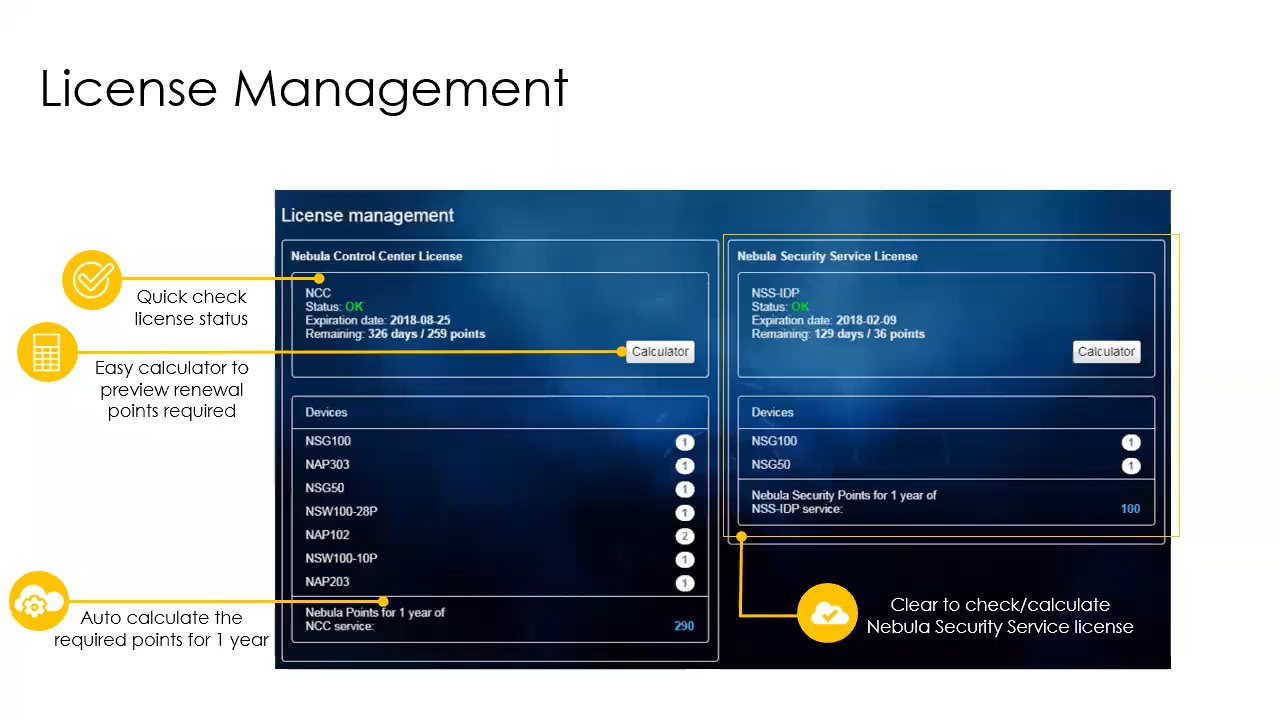 License Management
License management
Nebula Control Center License
NCC
Status: OK
Expiration date: 2018-08-25
Remaining: 326 days / 259 points
Calculator
Devices
NSG100 1
NAP303 1
NSG50 1
NSW100-28P 1
NAP102 2
NSW100-10P 1
NAP203 1
Nebula Points for 1 year of
NCC service: 290
Nebula Security Service License
NSS-IDP
Status: OK
Expiration date: 2018-02-09
Remaining: 129 days / 36 points
Calculator
Devices
NSG100 1
NSG50 1
Nebula Security Points for 1 year of
NSS-IDP service: 100
Quick check
license status
Easy calculator to
preview renewal
points required
Auto calculate the
required points for 1 year
Clear to check/calculate
Nebula Security Service license